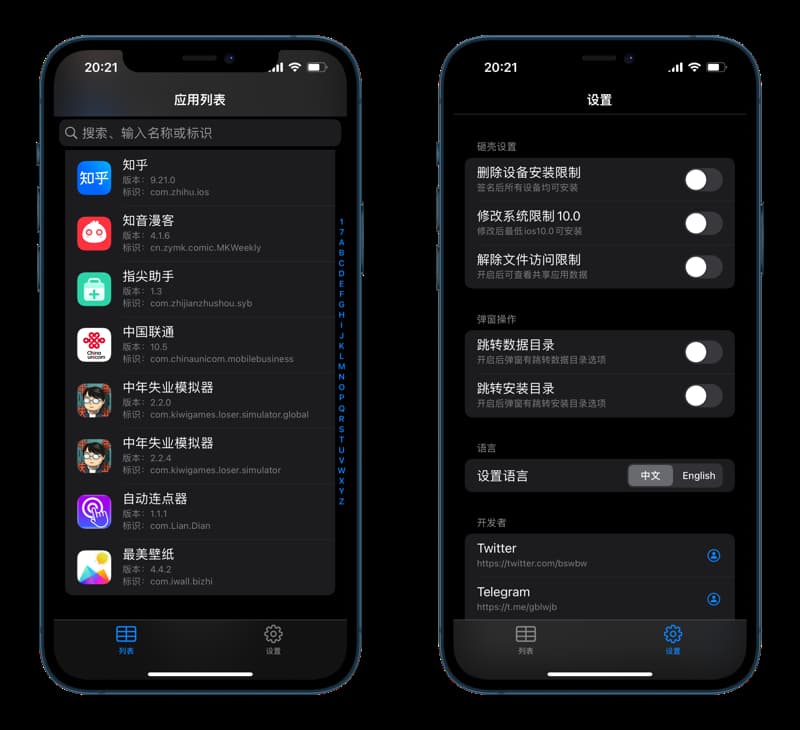 20:21
应用列表
搜索、输入名称或标识
知乎
知乎
版本：9.21.0
标识：com.zhihu.ios
知音漫客
版本：4.1.6
标识：cn.zymk.comic.MKWeekly
指尖助手
版本：1.3
标识：com.zhijianzhushou.syb
China
unicom
中国联通
版本：10.5
标识：com.chinaunicom.mobilebusiness
中年失业模拟器
版本：2.2.0
标识：com.kiwigames.loser.simulator.global
中年失业模拟器
版本：2.2.4
标识：com.kiwigames.loser.simulator
自动连点器
版本：1.1.1
标识：com.Lian.Dian
最美壁纸
版本：4.4.2
标识：com.iwall.bizhi
1
7
A
B
C
D
E
F
G
H
I
J
K
L
M
N
O
P
Q
R
S
T
U
V
W
X
Y
Z
列表
设置
20:21
设置
砸壳设置
删除设备安装限制
签名后所有设备均可安装
修改系统限制10.0
修改后最低ios10.0可安装
解除文件访问限制
开启后可查看共享应用数据
弹窗操作
跳转数据目录
开启后弹窗有跳转数据目录选项
跳转安装目录
开启后弹窗有跳转安装目录选项
语言
设置语言
中文
English
开发者
Twitter
https://twitter.com/bswbw
Telegram
https://t.me/gblwjb
列表
设置